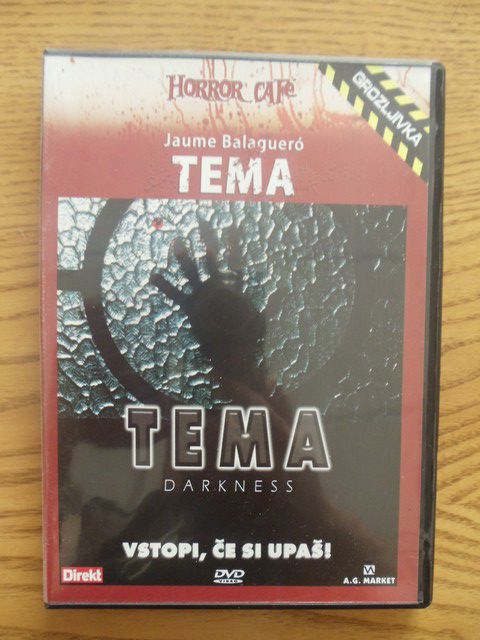 HORROR CAFe
GROZLJIVKA
Jaume Balagueró
TEMA
TEMA
DARKNESS
VSTOPI, ČE SI UPAŠ!
Direkt
DVD
VIDEO
A.G. MARKET